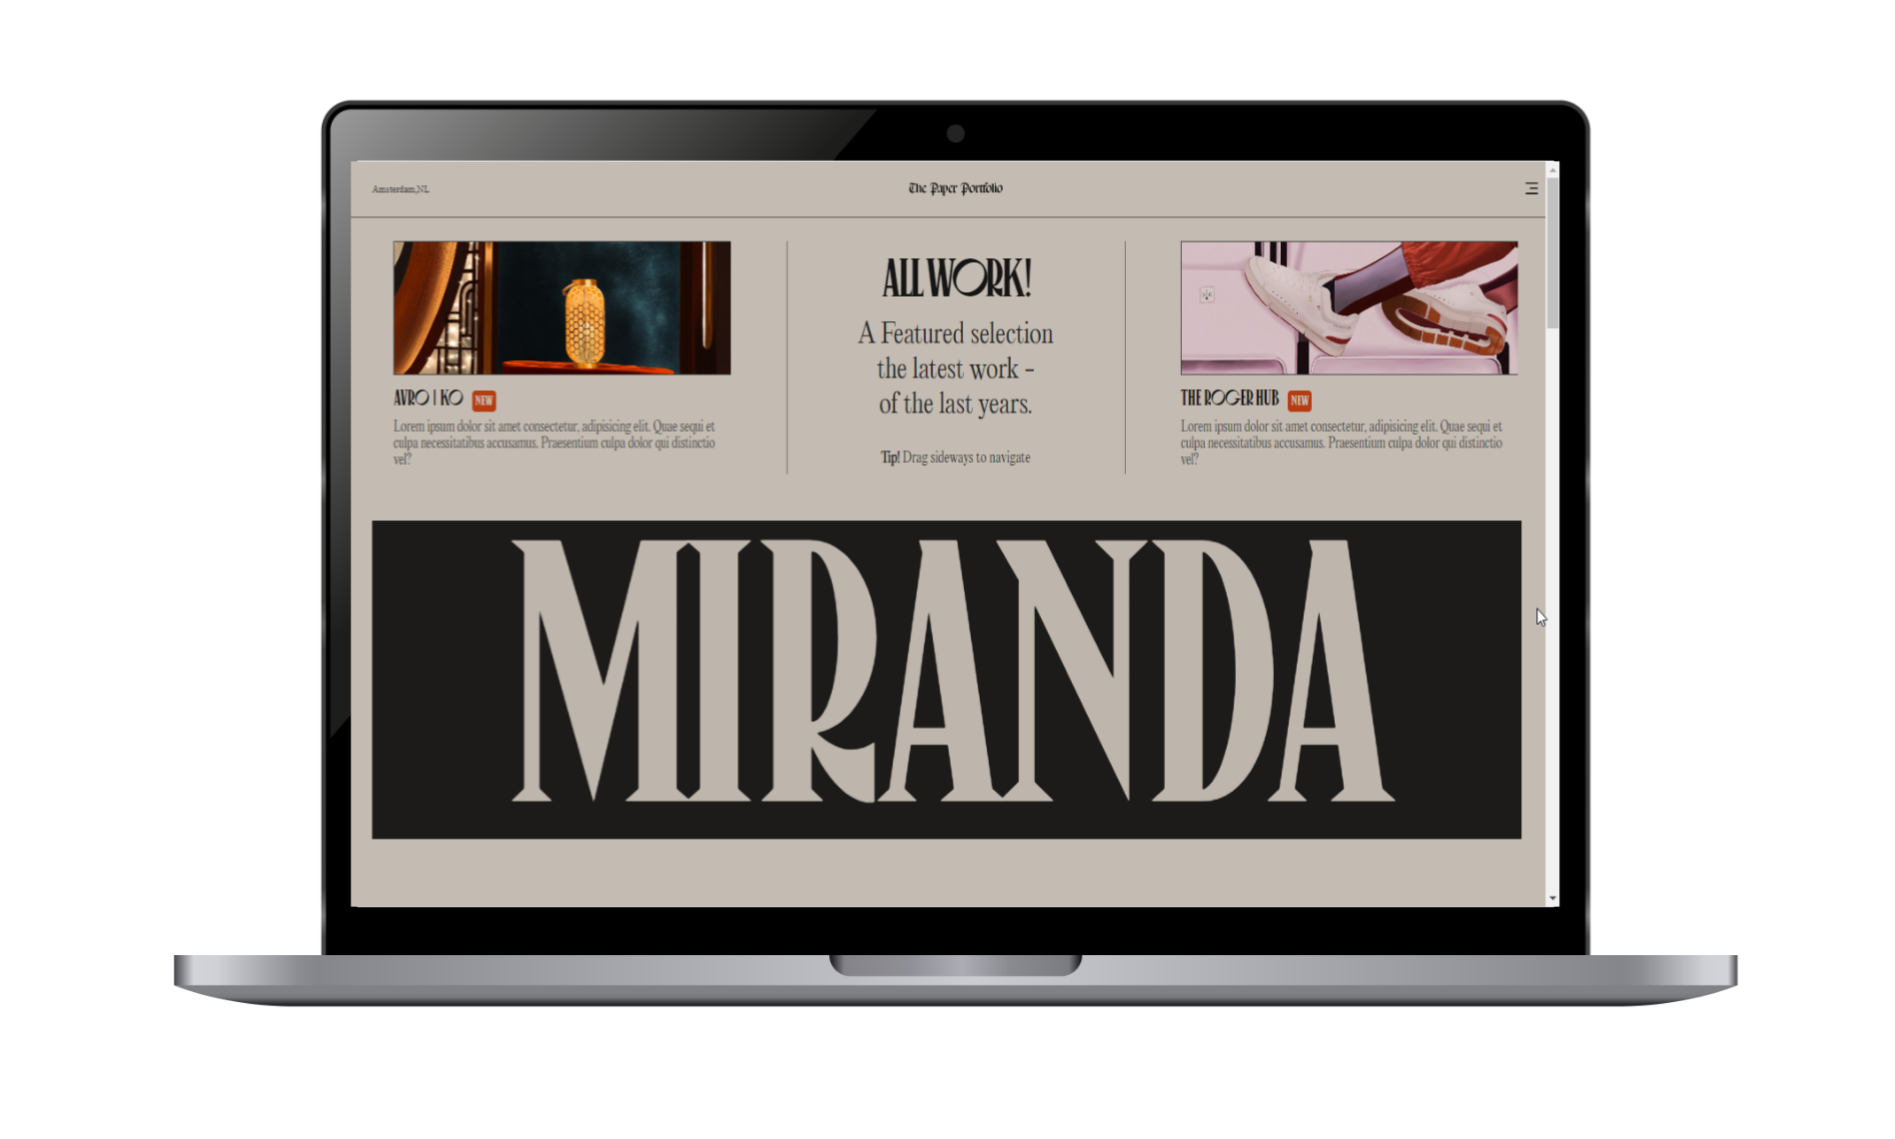 Amsterdam,NL
The Paper Portfolio
AVRO | KO NEW
Lorem ipsum dolor sit amet consectetur, adipisicing elit. Quae sequi et
culpa necessitatibus accusamus. Praesentium culpa dolor qui distinctio
vel?
ALL WORK!
A Featured selection
the latest work –
of the last years.
Tip! Drag sideways to navigate
THE ROGER HUB NEW
Lorem ipsum dolor sit amet consectetur, adipisicing elit. Quae sequi et
culpa necessitatibus accusamus. Praesentium culpa dolor qui distinctio
vel?
MIRANDA